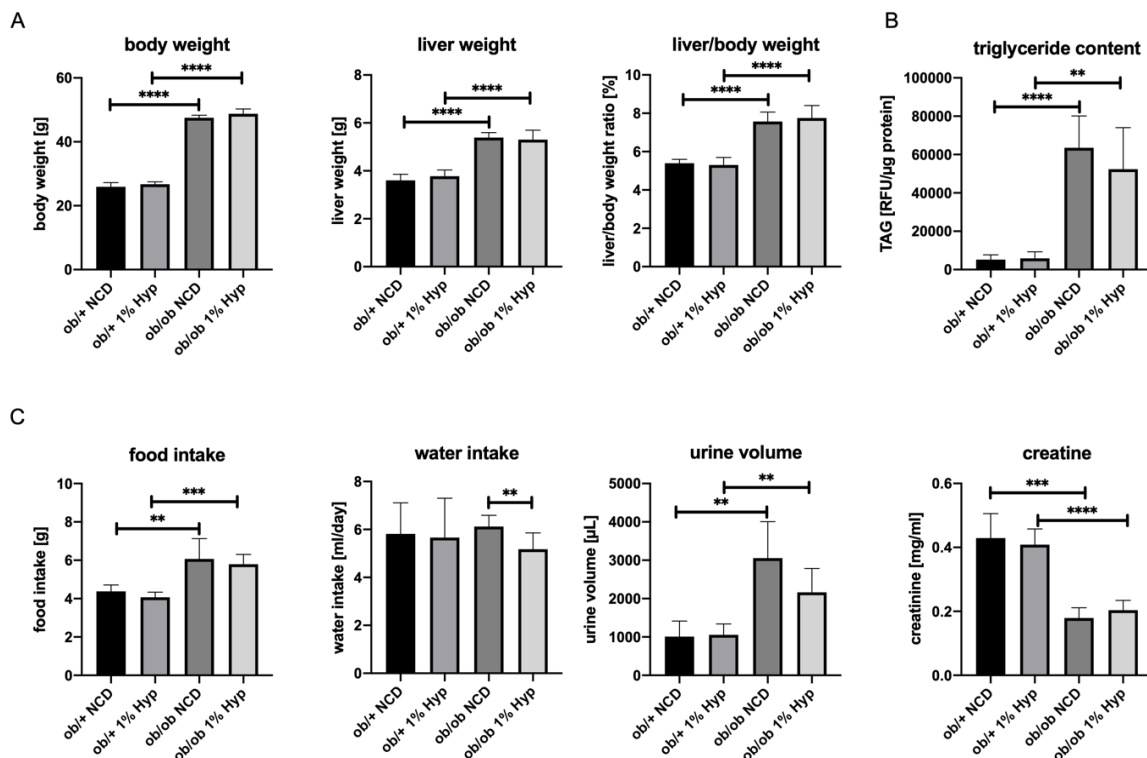 A
B
body weight
liver weight
liver/body weight
triglyceride content
body weight [g]
60
40
20
0
****
****
ob/+ NCD
ob/+ 1% Hyp
ob/ob NCD
ob/ob 1% Hyp
liver weight [g]
8
6
4
2
0
****
****
ob/+ NCD
ob/+ 1% Hyp
ob/ob NCD
ob/ob 1% Hyp
liver/body weight ratio [%]
10
8
6
4
2
0
****
****
ob/+ NCD
ob/+ 1% Hyp
ob/ob NCD
ob/ob 1% Hyp
TAG [RFU/µg protein]
100000
80000
60000
40000
20000
0
**
****
ob/+ NCD
ob/+ 1% Hyp
ob/ob NCD
ob/ob 1% Hyp
C
food intake
water intake
urine volume
creatine
food intake [g]
10
8
6
4
2
0
***
**
ob/+ NCD
ob/+ 1% Hyp
ob/ob NCD
ob/ob 1% Hyp
water intake [ml/day]
8
6
4
2
0
**
ob/+ NCD
ob/+ 1% Hyp
ob/ob NCD
ob/ob 1% Hyp
urine volume [µL]
5000
4000
3000
2000
1000
0
**
**
ob/+ NCD
ob/+ 1% Hyp
ob/ob NCD
ob/ob 1% Hyp
creatinine [mg/ml]
0.6
0.4
0.2
0.0
***
****
ob/+ NCD
ob/+ 1% Hyp
ob/ob NCD
ob/ob 1% Hyp